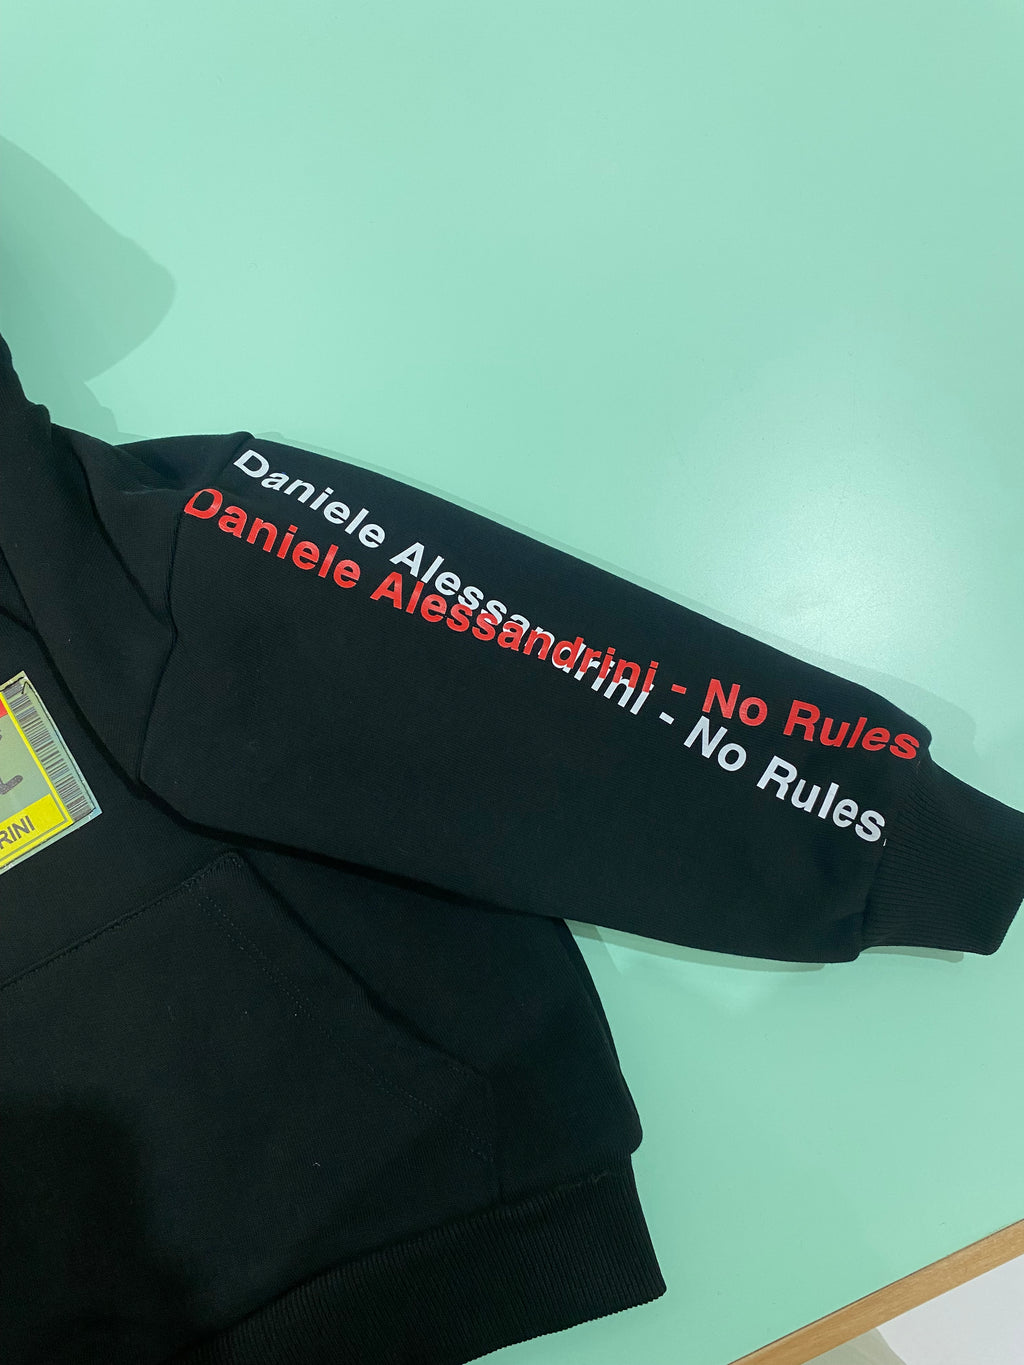 Daniele Alessandrini - No Rules.
Daniele Alessandrini - No Rules.
RINI